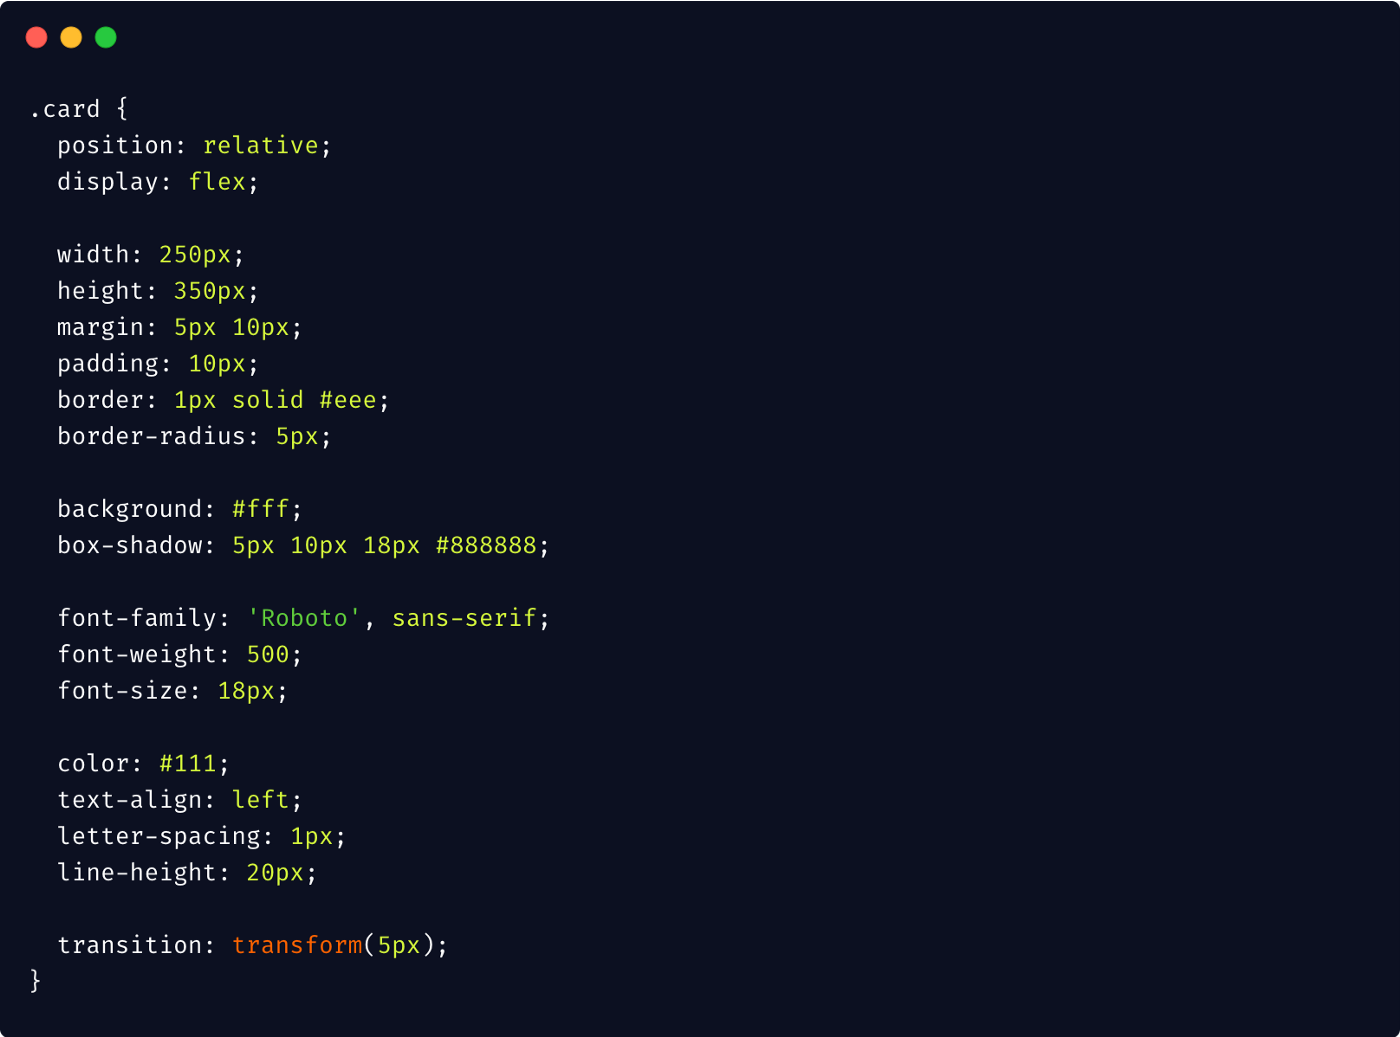 .card {
  position: relative;
  display: flex;

  width: 250px;
  height: 350px;
  margin: 5px 10px;
  padding: 10px;
  border: 1px solid #eee;
  border-radius: 5px;

  background: #fff;
  box-shadow: 5px 10px 18px #888888;

  font-family: 'Roboto', sans-serif;
  font-weight: 500;
  font-size: 18px;

  color: #111;
  text-align: left;
  letter-spacing: 1px;
  line-height: 20px;

  transition: transform(5px);
}